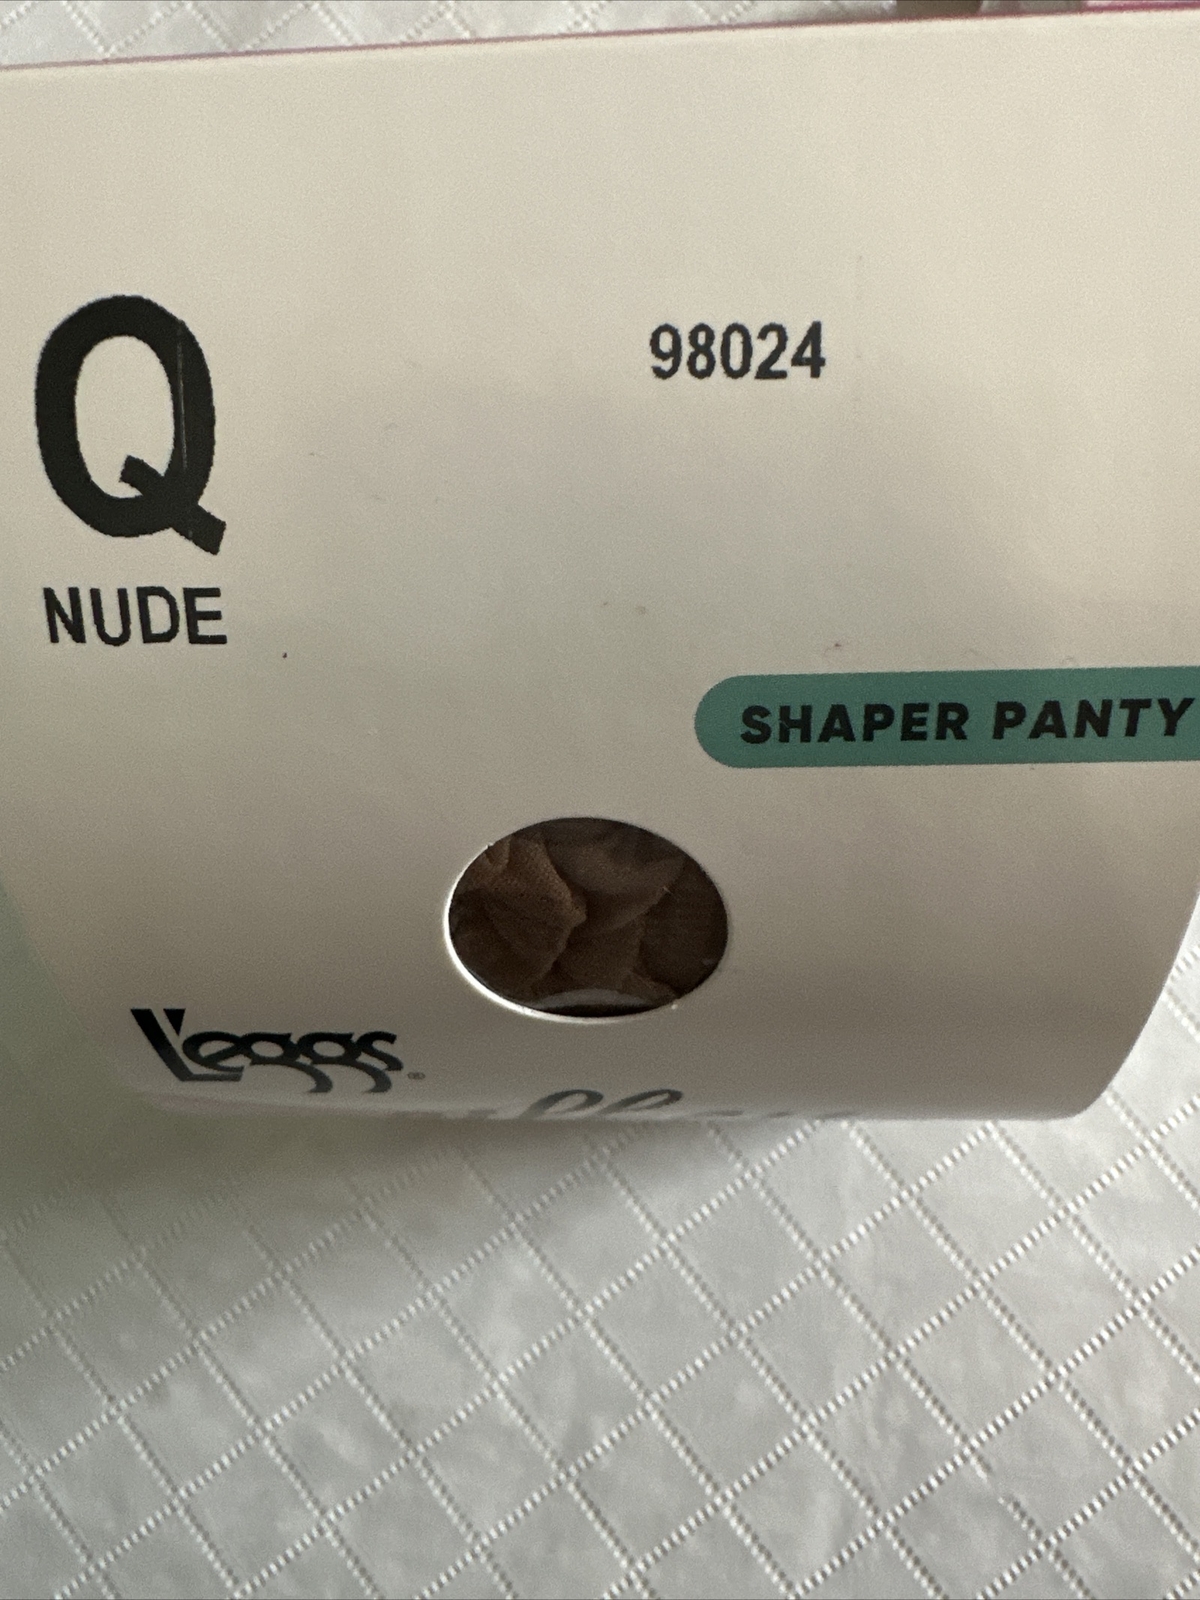 Q
98024
NUDE
SHAPER PANTY
L'eggs®